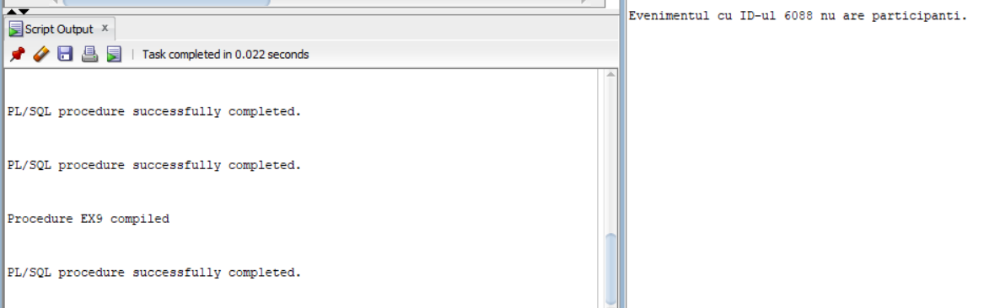 Script Output x
Task completed in 0.022 seconds
PL/SQL procedure successfully completed.
PL/SQL procedure successfully completed.
Procedure EX9 compiled
PL/SQL procedure successfully completed.
Evenimentul cu ID-ul 6088 nu are participanti.